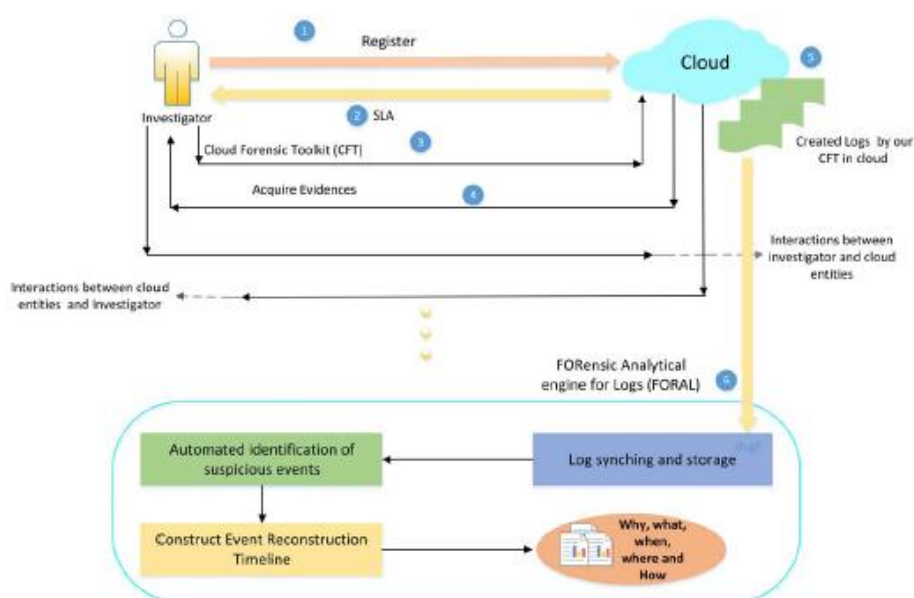 1
Register
Cloud
5
Investigator
2
SLA
3
Cloud Forensic Toolkit (CFT)
Created Logs by our
CFT in cloud
Acquire Evidences
4
Interactions between
investigator and cloud
entities
Interactions between cloud
entities and Investigator
FORensic Analytical
engine for Logs (FORAL)
6
Automated identification of
suspicious events
Log synching and storage
Construct Event Reconstruction
Timeline
Why, what,
when,
where and
How